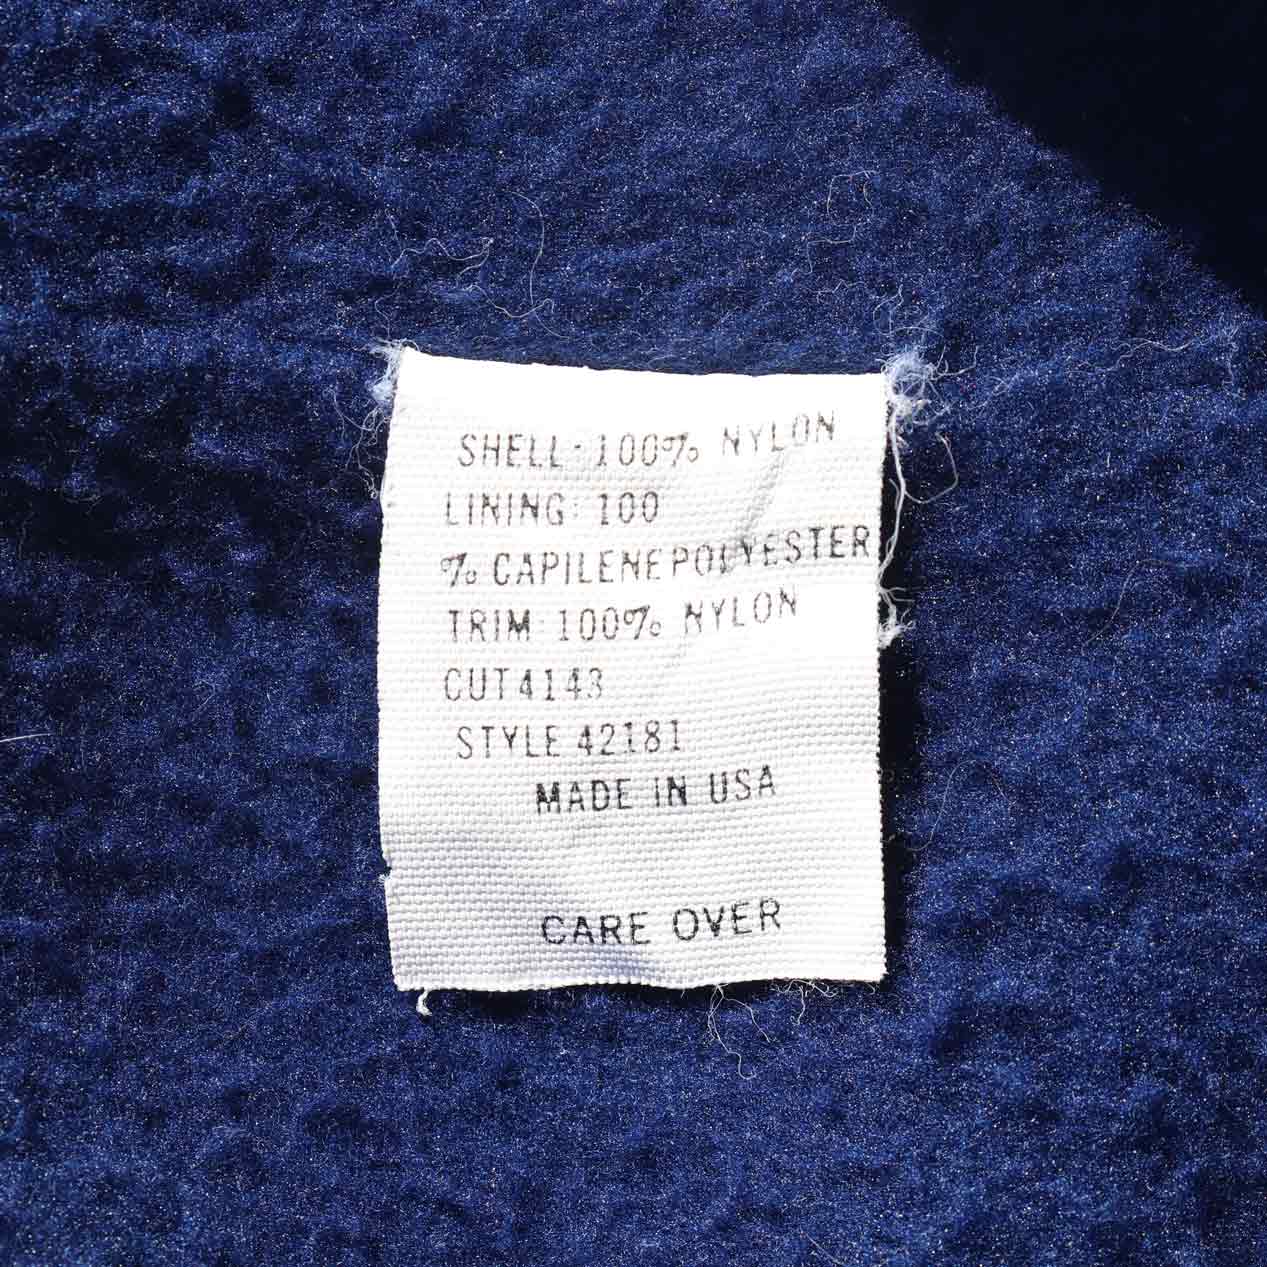 SHELL: 100% NYLON
LINING: 100
% CAPILENE POLYESTER
TRIM: 100% NYLON
CUT 4143
STYLE 42181
MADE IN USA
CARE OVER